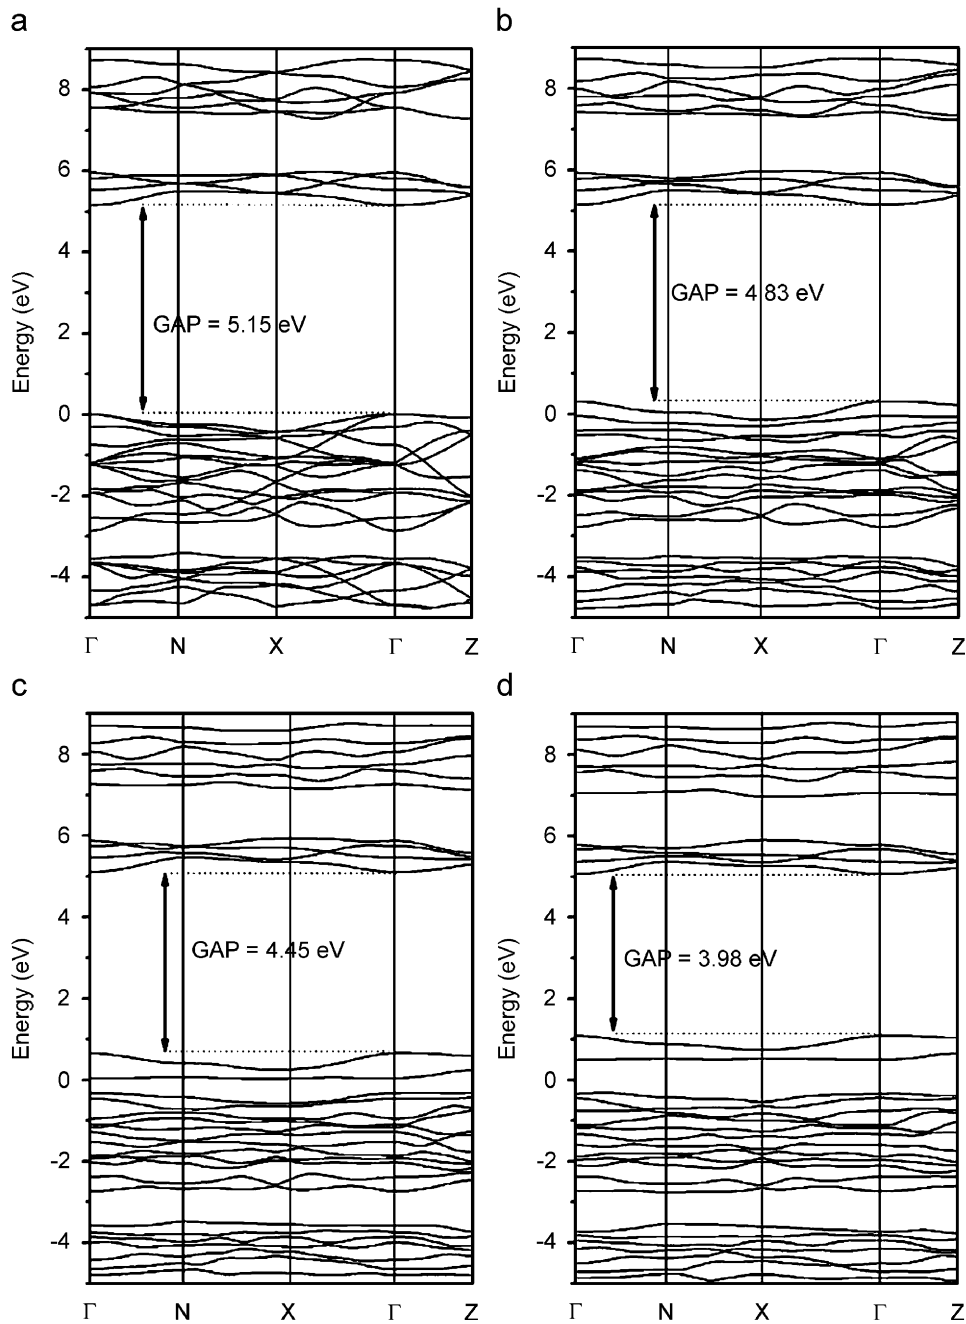 a
8
6
4
2
0
-2
-4
Energy (eV)
GAP = 5.15 eV
Γ N X Γ Z
b
8
6
4
2
0
-2
-4
Energy (eV)
GAP = 4.83 eV
Γ N X Γ Z
c
8
6
4
2
0
-2
-4
Energy (eV)
GAP = 4.45 eV
Γ N X Γ Z
d
8
6
4
2
0
-2
-4
Energy (eV)
GAP = 3.98 eV
Γ N X Γ Z